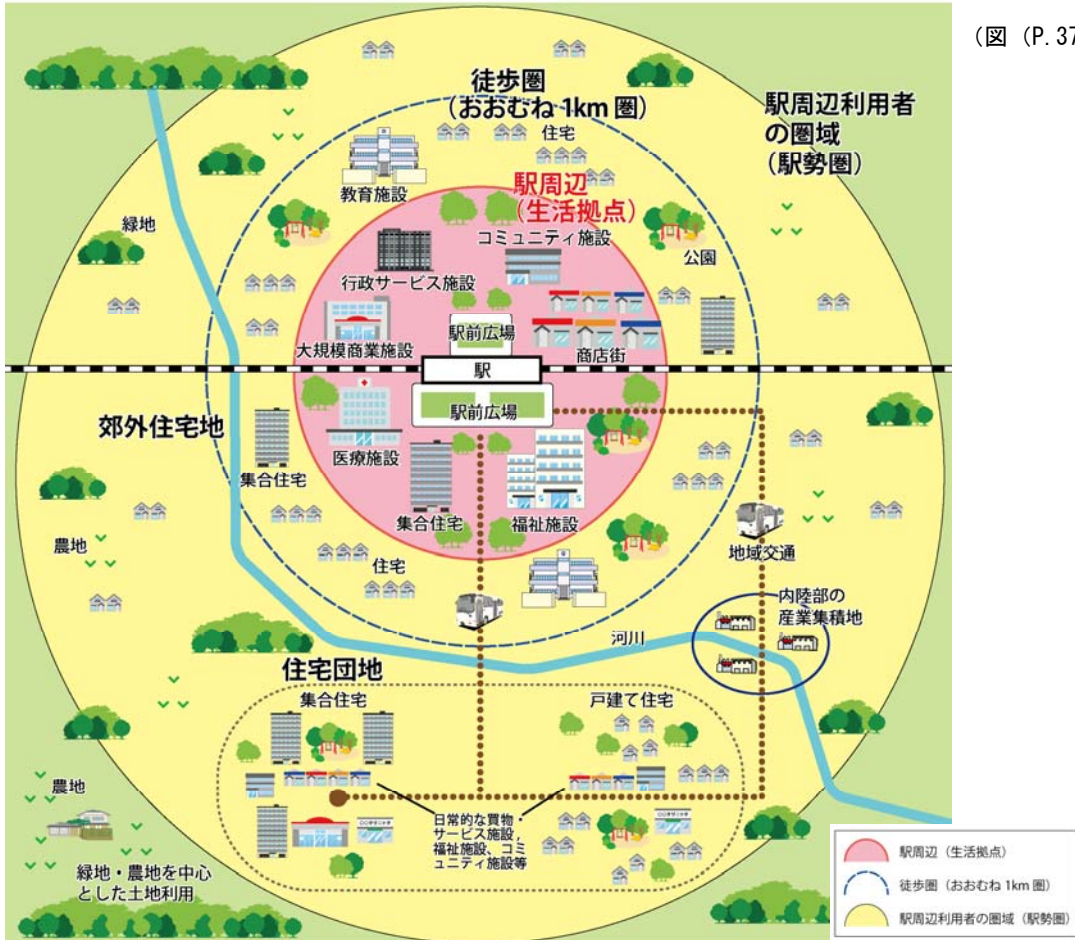 （図（P.37
徒歩圏
（おおむね1km圏）
駅周辺利用者
の圏域
（駅勢圏）
住宅
教育施設
駅周辺
（生活拠点）
緑地
コミュニティ施設
公園
行政サービス施設
駅前広場
大規模商業施設
商店街
駅
駅前広場
郊外住宅地
医療施設
集合住宅
集合住宅
福祉施設
地域交通
農地
住宅
内陸部の
産業集積地
河川
住宅団地
集合住宅
戸建て住宅
農地
日常的な買物・
サービス施設，
福祉施設、コミ
ュニティ施設等
緑地・農地を中心
とした土地利用
駅周辺（生活拠点）
徒歩圏（おおむね1km圏）
駅周辺利用者の圏域（駅勢圏）